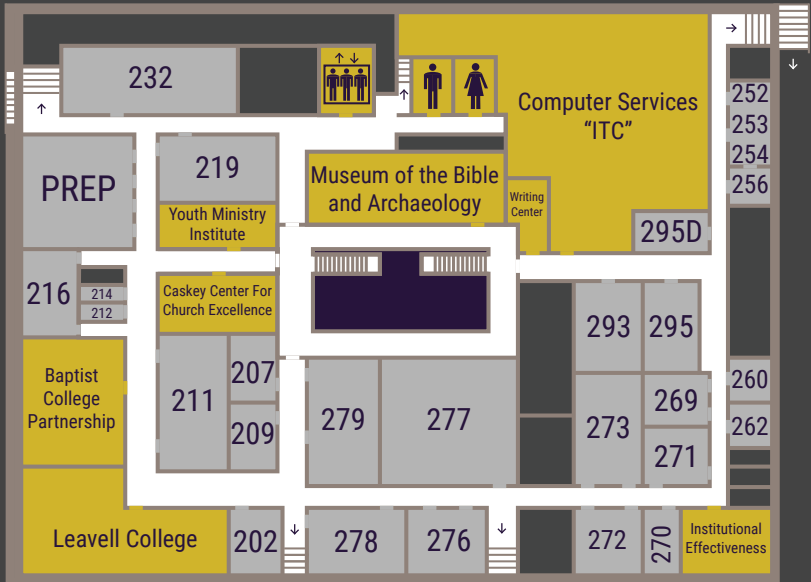 232
Computer Services
“ITC”
252
253
254
256
PREP
219
Museum of the Bible
and Archaeology
Writing
Center
Youth Ministry
Institute
295D
216
214
212
Caskey Center For
Church Excellence
293
295
Baptist
College
Partnership
211
207
209
279
277
273
269
271
260
262
Leavell College
202
278
276
272
270
Institutional
Effectiveness